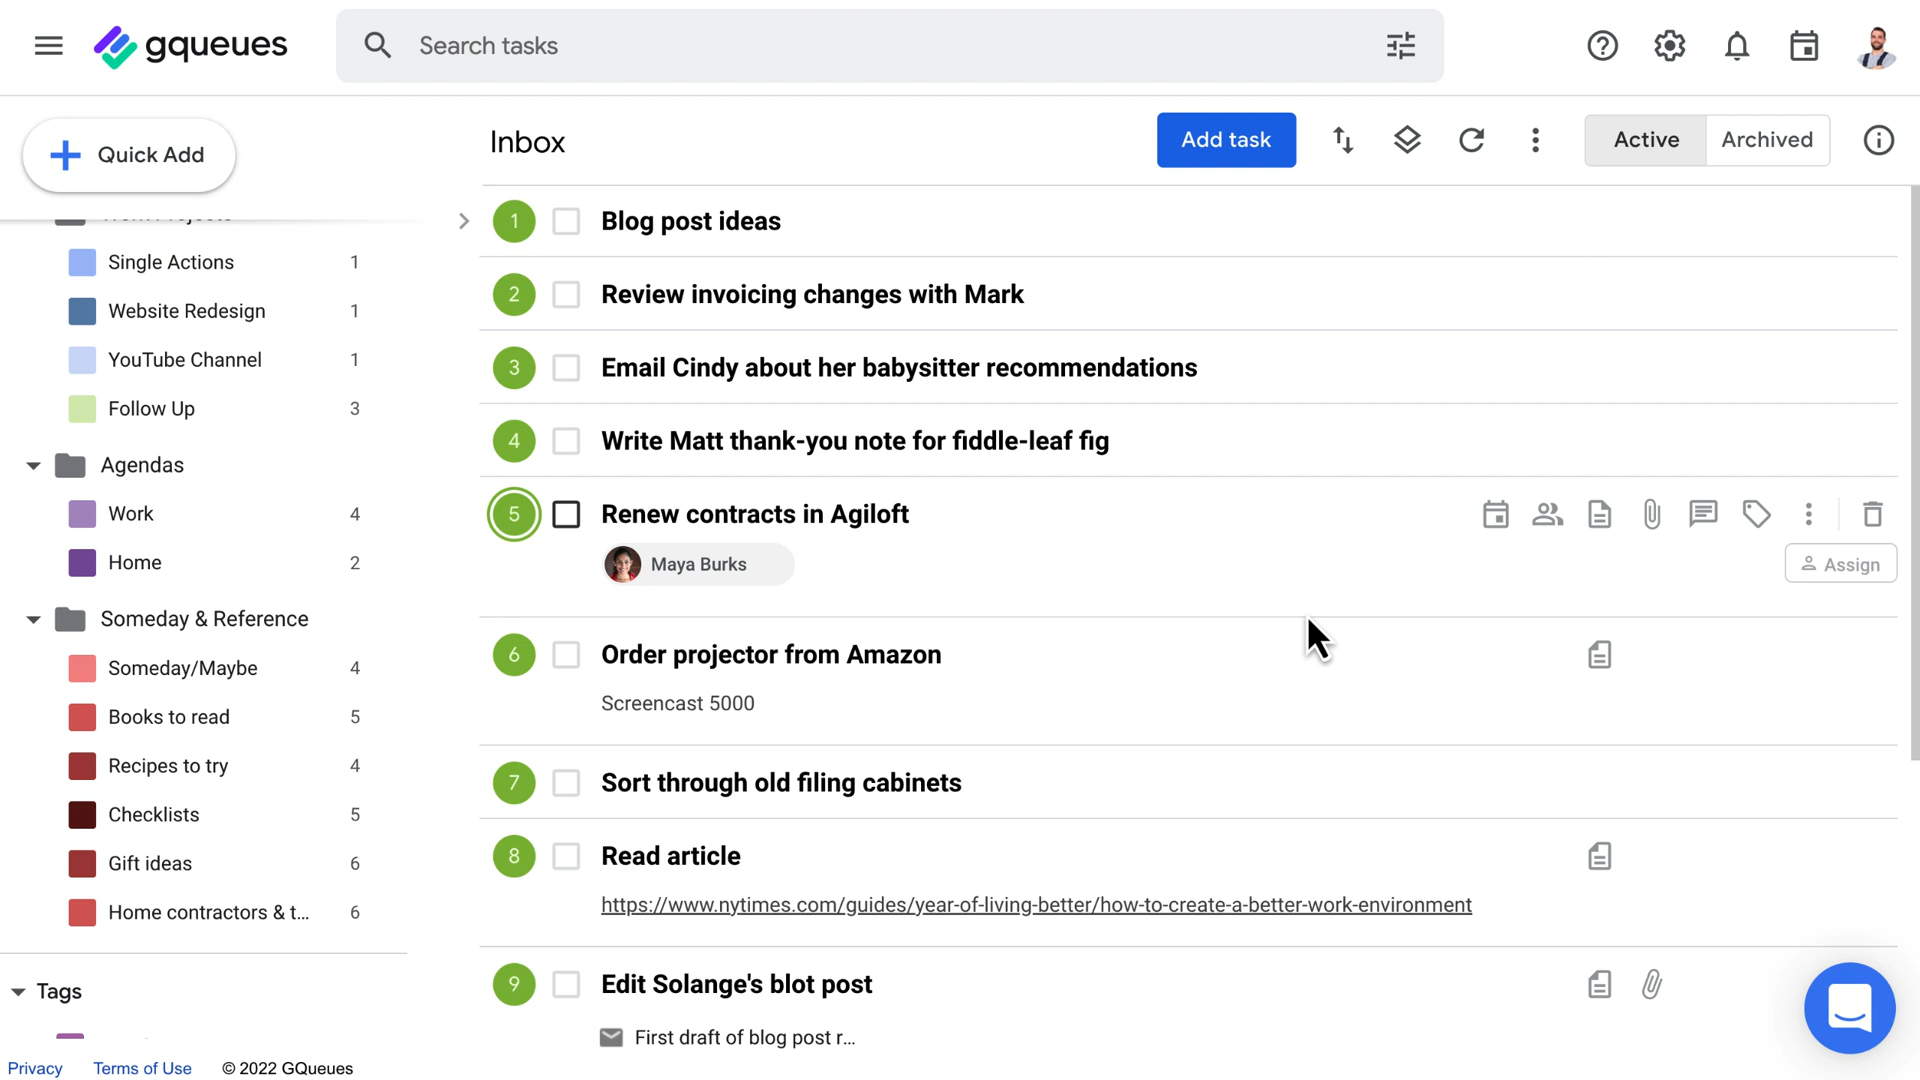 gqueues
Search tasks
Quick Add
Inbox
Add task
Active
Archived
Single Actions 1
Website Redesign 1
YouTube Channel 1
Follow Up 3
Agendas
Work 4
Home 2
Someday & Reference
Someday/Maybe 4
Books to read 5
Recipes to try 4
Checklists 5
Gift ideas 6
Home contractors & t... 6
Tags
Privacy Terms of Use © 2022 GQueues
1 Blog post ideas
2 Review invoicing changes with Mark
3 Email Cindy about her babysitter recommendations
4 Write Matt thank-you note for fiddle-leaf fig
5 Renew contracts in Agiloft
Maya Burks
Assign
6 Order projector from Amazon
Screencast 5000
7 Sort through old filing cabinets
8 Read article
https://www.nytimes.com/guides/year-of-living-better/how-to-create-a-better-work-environment
9 Edit Solange's blot post
First draft of blog post r...